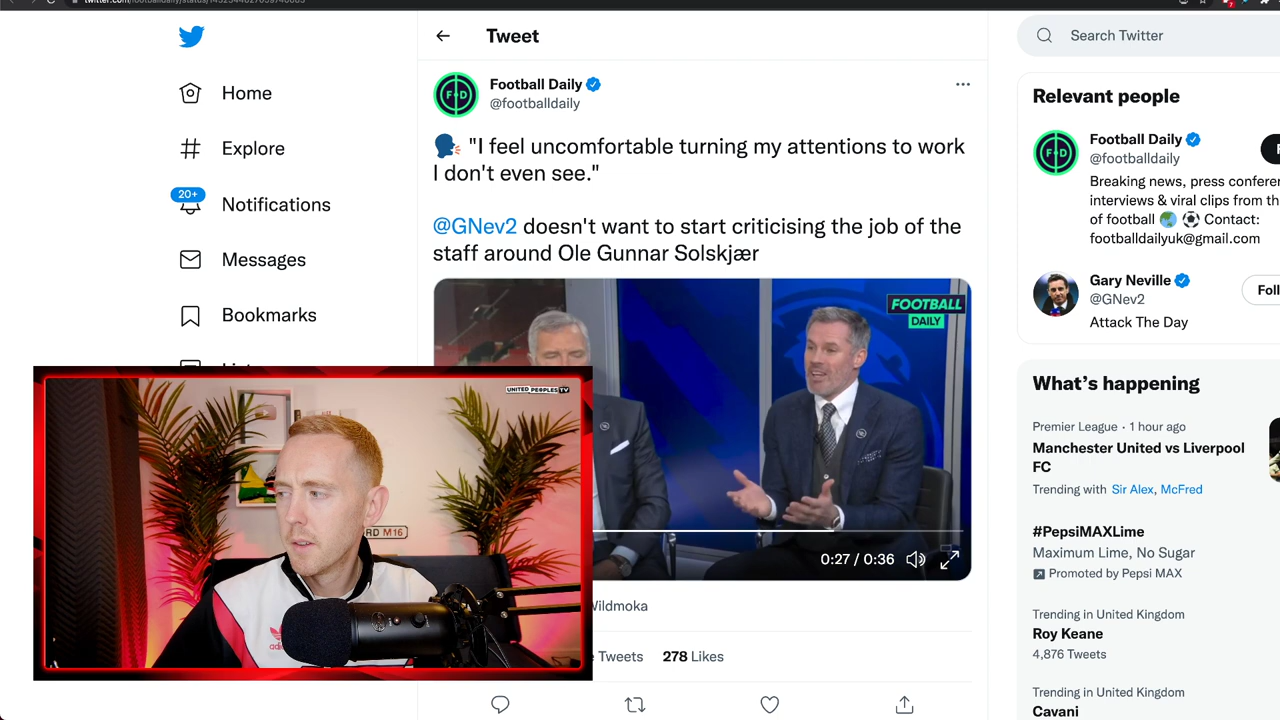 Tweet
Search Twitter
Home
Explore
20+
Notifications
Messages
Bookmarks
Football Daily
@footballdaily
F D
"I feel uncomfortable turning my attentions to work
I don't even see."
@GNev2 doesn't want to start criticising the job of the
staff around Ole Gunnar Solskjær
FOOTBALL
DAILY
0:27 / 0:36
Wildmoka
Tweets 278 Likes
UNITED PEOPLES TV
RD M16
Relevant people
Football Daily
@footballdaily
F D
Breaking news, press conferen
interviews & viral clips from th
of football Contact:
footballdailyuk@gmail.com
Gary Neville
@GNev2
Foll
Attack The Day
What's happening
Premier League · 1 hour ago
Manchester United vs Liverpool
FC
Trending with Sir Alex, McFred
#PepsiMAXLime
Maximum Lime, No Sugar
Promoted by Pepsi MAX
Trending in United Kingdom
Roy Keane
4,876 Tweets
Trending in United Kingdom
Cavani